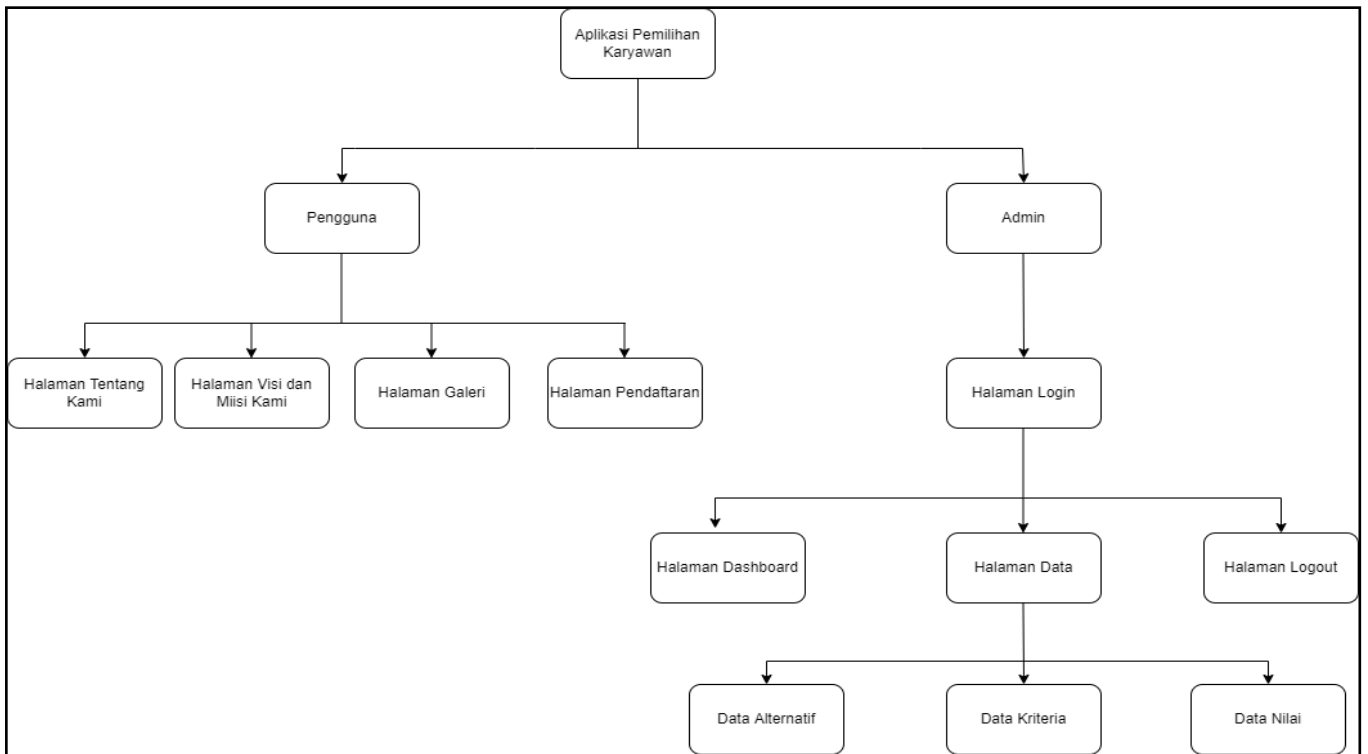 Aplikasi Pemilihan
Karyawan
Pengguna
Admin
Halaman Tentang
Kami
Halaman Visi dan
Miisi Kami
Halaman Galeri
Halaman Pendaftaran
Halaman Login
Halaman Dashboard
Halaman Data
Halaman Logout
Data Alternatif
Data Kriteria
Data Nilai